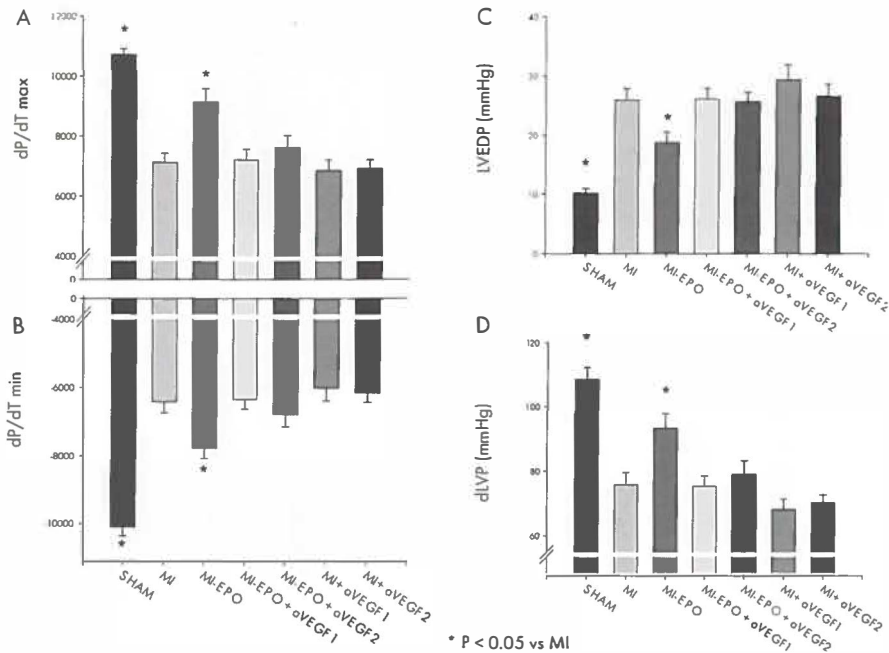 A
12000
10000
8000
6000
4000
0
dP/dT max
B
0
-4000
-6000
-8000
-10000
dP/dT min
* * * *
SHAM
MI
MI-EPO
MI-EPO + αVEGF1
MI-EPO + αVEGF2
MI+ αVEGF1
MI+ αVEGF2
C
40
30
20
10
0
LVEDP (mmHg)
* *
SHAM
MI
MI-EPO
MI-EPO + αVEGF1
MI-EPO + αVEGF2
MI+ αVEGF1
MI+ αVEGF2
D
120
100
80
60
dLVP (mmHg)
* *
SHAM
MI
MI-EPO
MI-EPO + αVEGF1
MI-EPO + αVEGF2
MI+ αVEGF1
MI+ αVEGF2
* P < 0.05 vs MI